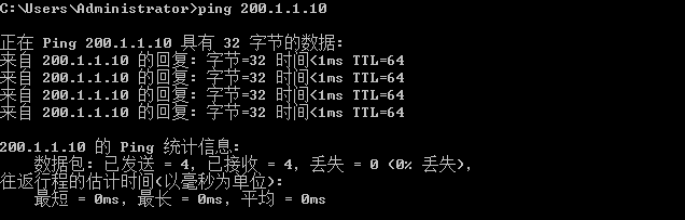 C:\Users\Administrator>ping 200.1.1.10
正在 Ping 200.1.1.10 具有 32 字节的数据:
来自 200.1.1.10 的回复: 字节=32 时间<1ms TTL=64
来自 200.1.1.10 的回复: 字节=32 时间<1ms TTL=64
来自 200.1.1.10 的回复: 字节=32 时间<1ms TTL=64
来自 200.1.1.10 的回复: 字节=32 时间<1ms TTL=64
200.1.1.10 的 Ping 统计信息:
数据包: 已发送 = 4, 已接收 = 4, 丢失 = 0 (0% 丢失),
往返行程的估计时间(以毫秒为单位):
最短 = 0ms, 最长 = 0ms, 平均 = 0ms